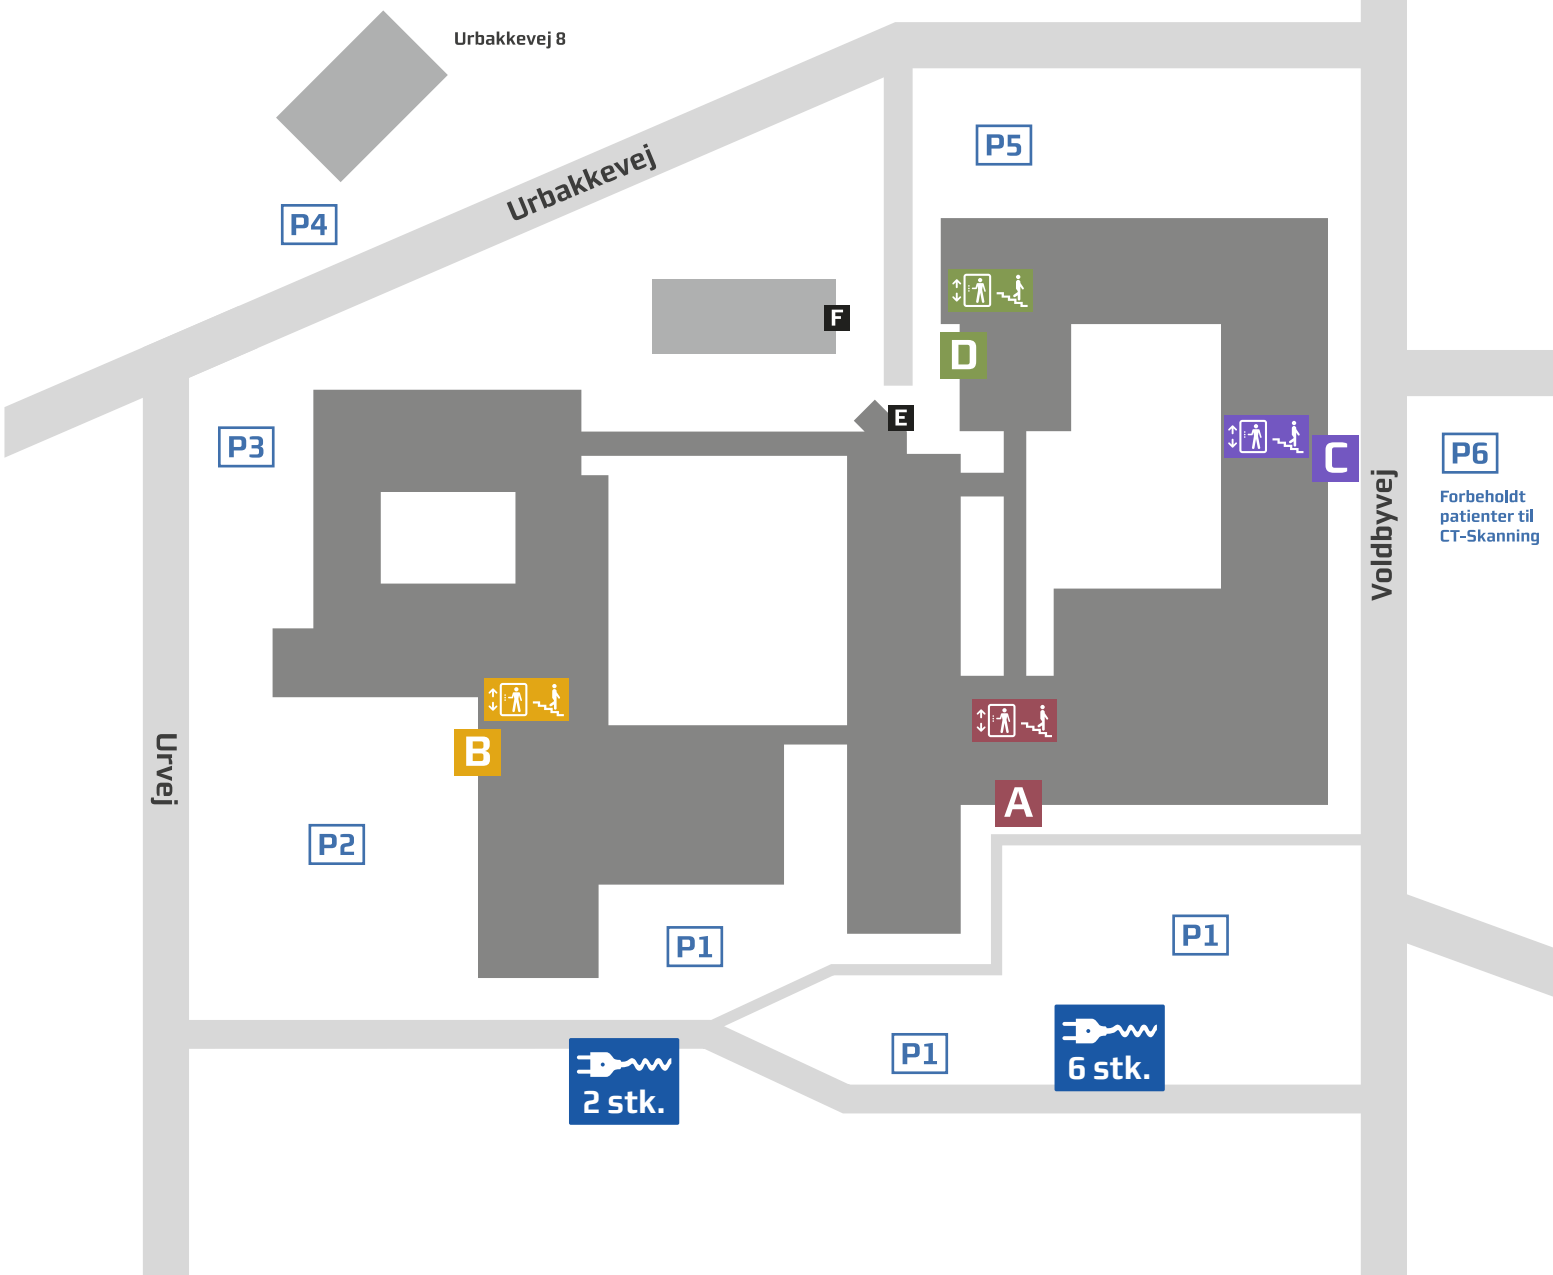 Urbakkevej 8
P5
Urbakkevej
P4
F
D
E
P3
C
P6
Forbeholdt
patienter til
CT-Skanning
Voldbyvej
B
Urvej
A
P2
P1
P1
P1
6 stk.
2 stk.